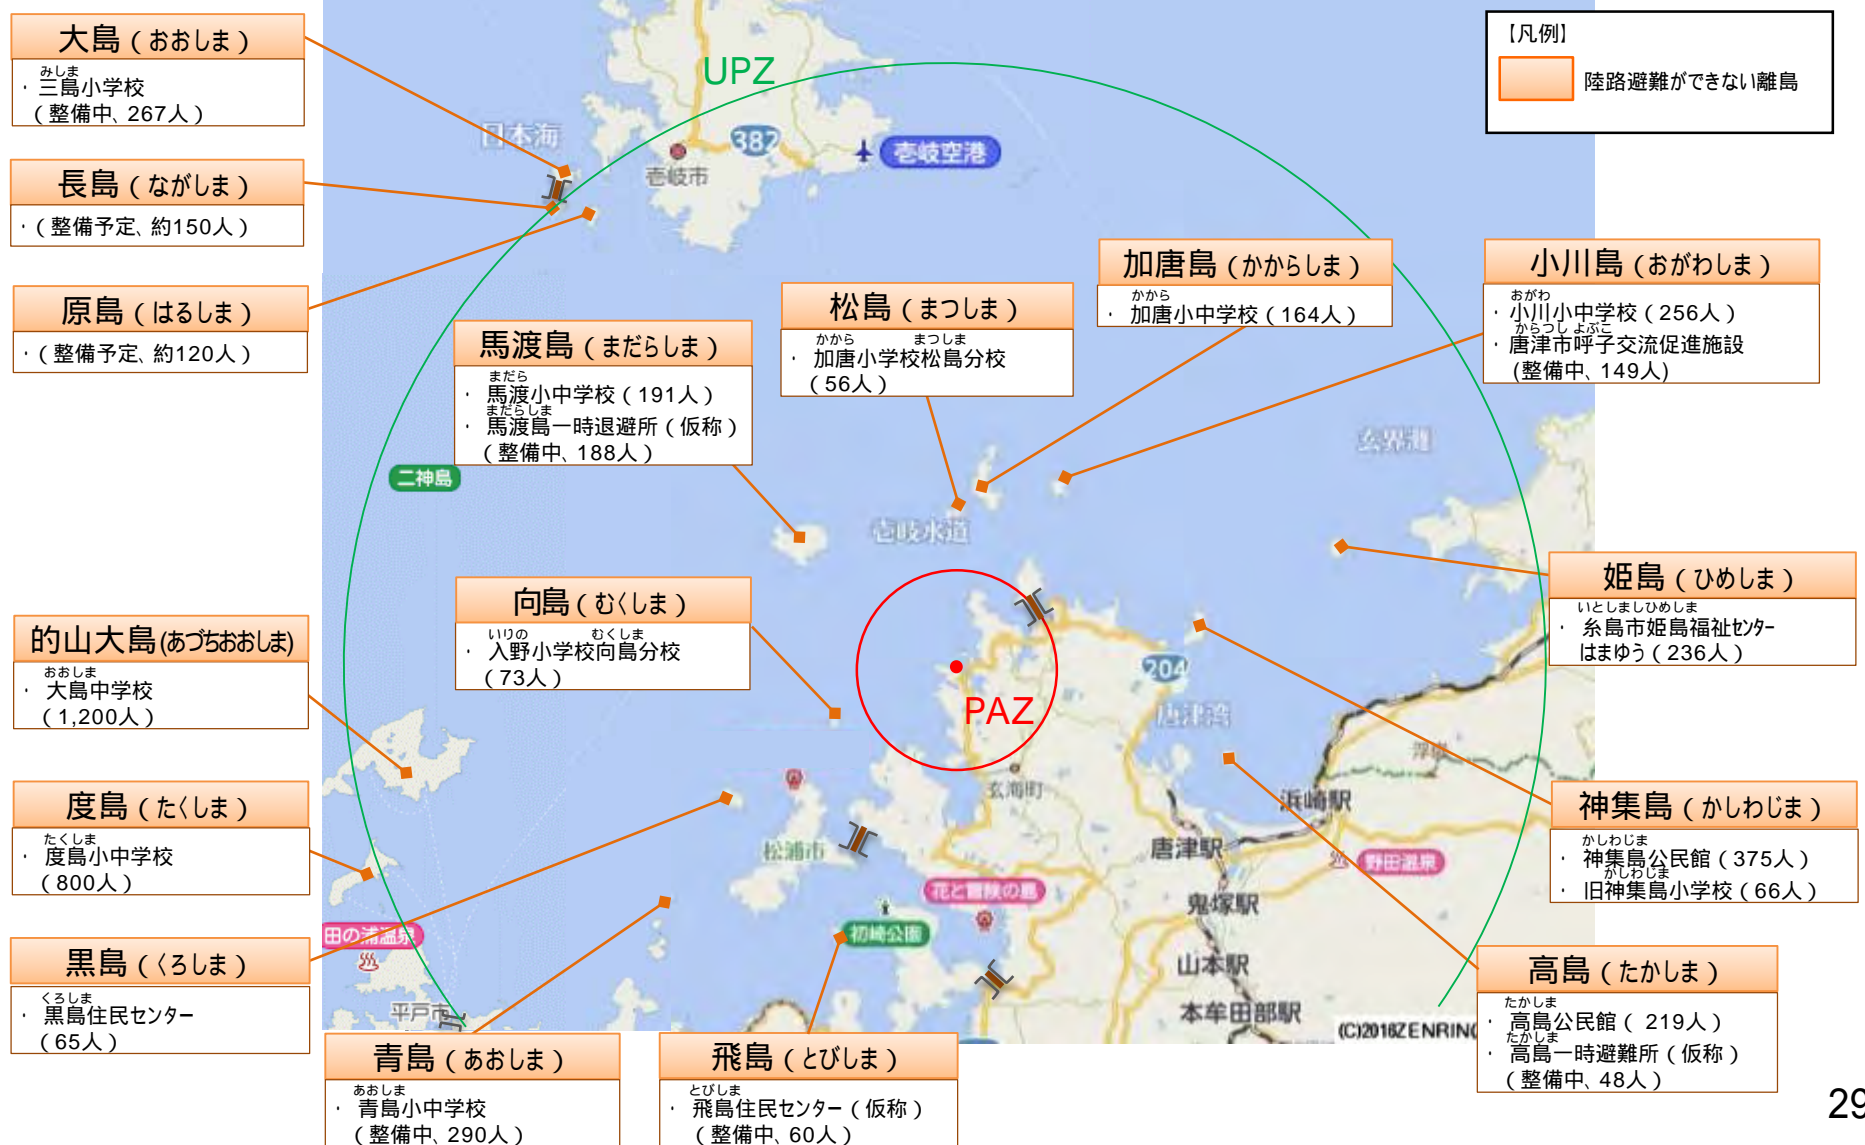 大島（おおしま）
みしま
・三島小学校
（整備中、267人）
長島（ながしま）
・（整備予定、約150人）
原島（はるしま）
・（整備予定、約120人）
的山大島(あづちおおしま)
おおしま
・大島中学校
（1,200人）
度島（たくしま）
たくしま
・度島小中学校
（800人）
黒島（くろしま）
くろしま
・黒島住民センター
（65人）
青島（あおしま）
あおしま
・青島小中学校
（整備中、290人）
飛島（とびしま）
とびしま
・飛島住民センター（仮称）
（整備中、60人）
馬渡島（まだらしま）
まだら
・馬渡小中学校（191人）
まだらしま
・馬渡島一時退避所（仮称）
（整備中、188人）
向島（むくしま）
いりの むくしま
・入野小学校向島分校
（73人）
松島（まつしま）
かから まつしま
・加唐小学校松島分校
（56人）
加唐島（かからしま）
かから
・加唐小中学校（164人）
小川島（おがわしま）
おがわ
・小川小中学校（256人）
からつし よぶこ
・唐津市呼子交流促進施設
(整備中、149人)
姫島（ひめしま）
いとしましひめしま
・糸島市姫島福祉センター
はまゆう（236人）
神集島（かしわじま）
かしわじま
・神集島公民館（375人）
かしわじま
・旧神集島小学校（66人）
高島（たかしま）
たかしま
・高島公民館（ 219人）
たかしま
・高島一時避難所（仮称）
（整備中、48人）
【凡例】
陸路避難ができない離島
UPZ
PAZ
日本海
382
壱岐空港
壱岐市
二神島
壱岐水道
玄界灘
204
唐津湾
玄海町
浜崎駅
唐津駅
野田温泉
鬼塚駅
山本駅
本牟田部駅
松浦市
花と冒険の島
初崎公園
田の浦温泉
平戸市
(C)2016ZENRIN
29